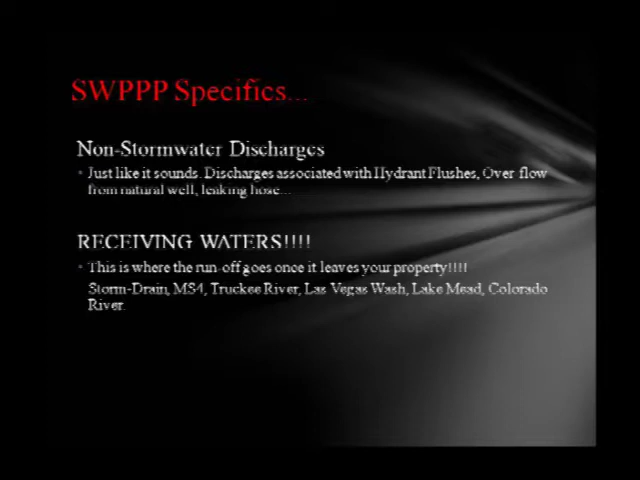 SWPPP Specifics...
Non-Stormwater Discharges
Just like it sounds. Discharges associated with Hydrant Flushes, Over flow
from natural well, leaking hose...
RECEIVING WATERS!!!!
This is where the run-off goes once it leaves your property!!!!
Storm-Drain, MS4, Truckee River, Las Vegas Wash, Lake Mead, Colorado
River.